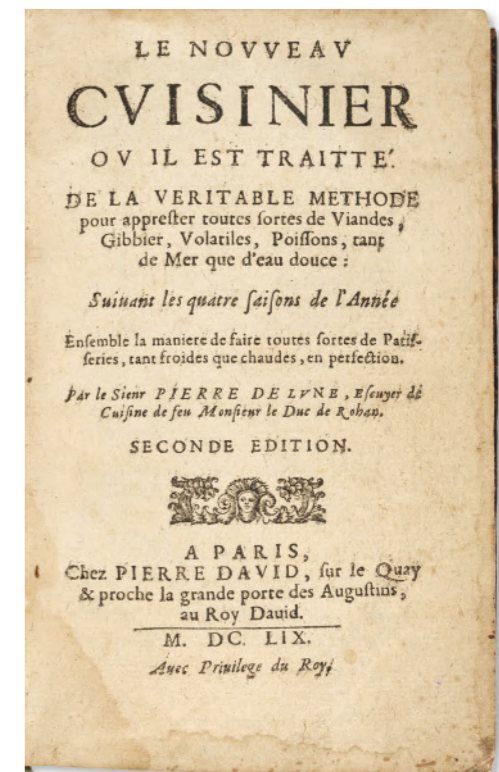 LE NOVVEAV
CVISINIER
OV IL EST TRAITTÉ.
DE LA VERITABLE METHODE
pour apprester toutes sortes de Viandes,
Gibbier, Volatiles, Poissons, tant
de Mer que d'eau douce :
Suiuant les quatre saisons de l'Année
Ensemble la maniere de faire toutes sortes de Patis-
series, tant froides que chaudes, en perfection.
Par le Sieur PIERRE DE LVNE, Escuyer de
Cuisine de feu Monsieur le Duc de Rohan.
SECONDE EDITION.
A PARIS,
Chez PIERRE DAVID, sur le Quay
& proche la grande porte des Augustins,
au Roy Dauid.
M. DC. LIX.
Auec Priuilege du Roy.